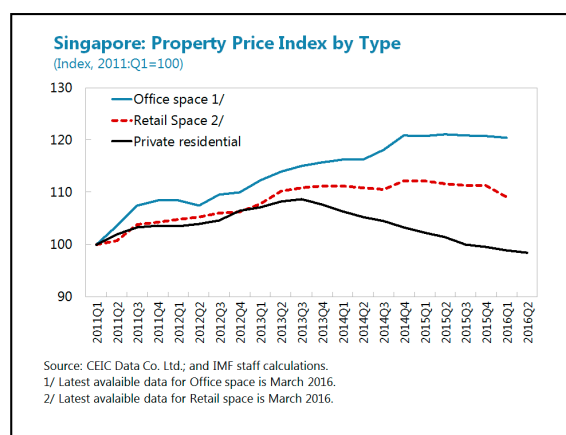 Singapore: Property Price Index by Type
(Index, 2011:Q1=100)
130
120
110
100
90
Office space 1/
Retail Space 2/
Private residential
2011Q1
2011Q2
2011Q3
2011Q4
2012Q1
2012Q2
2012Q3
2012Q4
2013Q1
2013Q2
2013Q3
2013Q4
2014Q1
2014Q2
2014Q3
2014Q4
2015Q1
2015Q2
2015Q3
2015Q4
2016Q1
2016Q2
Source: CEIC Data Co. Ltd.; and IMF staff calculations.
1/ Latest avalaible data for Office space is March 2016.
2/ Latest avalaible data for Retail space is March 2016.